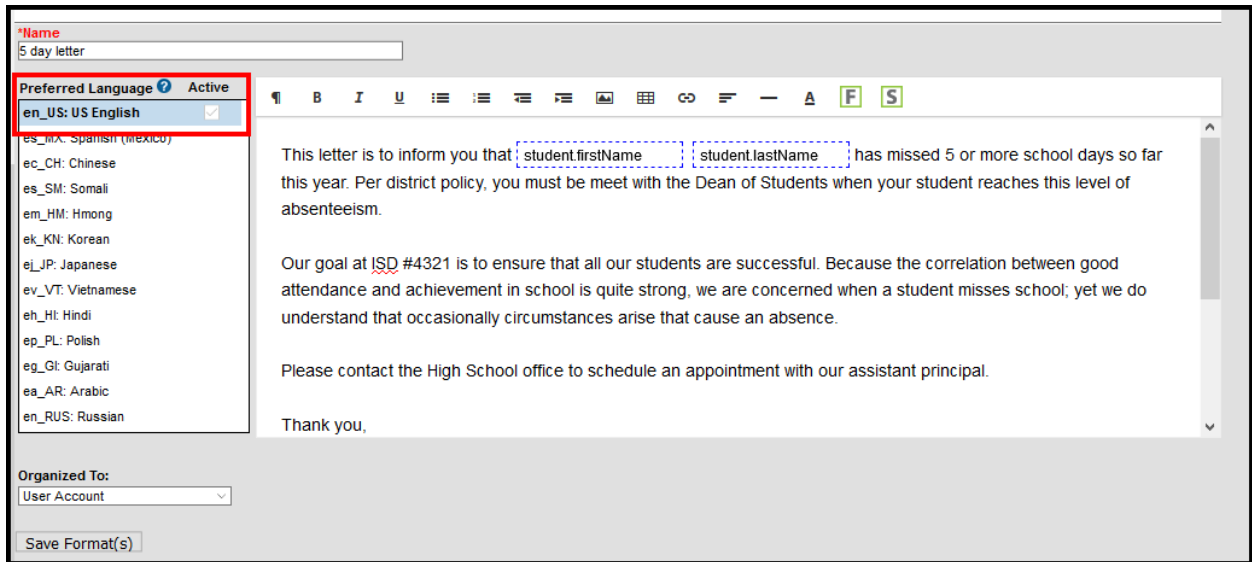 *Name
5 day letter
Preferred Language ? Active
en_US: US English
es_MX: Spanish (Mexico)
ec_CH: Chinese
es_SM: Somali
em_HM: Hmong
ek_KN: Korean
ej_JP: Japanese
ev_VT: Vietnamese
eh_HI: Hindi
ep_PL: Polish
eg_GI: Gujarati
ea_AR: Arabic
en_RUS: Russian
¶ B I U A F S
This letter is to inform you that student.firstName student.lastName has missed 5 or more school days so far
this year. Per district policy, you must be meet with the Dean of Students when your student reaches this level of
absenteeism.
Our goal at ISD #4321 is to ensure that all our students are successful. Because the correlation between good
attendance and achievement in school is quite strong, we are concerned when a student misses school; yet we do
understand that occasionally circumstances arise that cause an absence.
Please contact the High School office to schedule an appointment with our assistant principal.
Thank you,
Organized To:
User Account
Save Format(s)